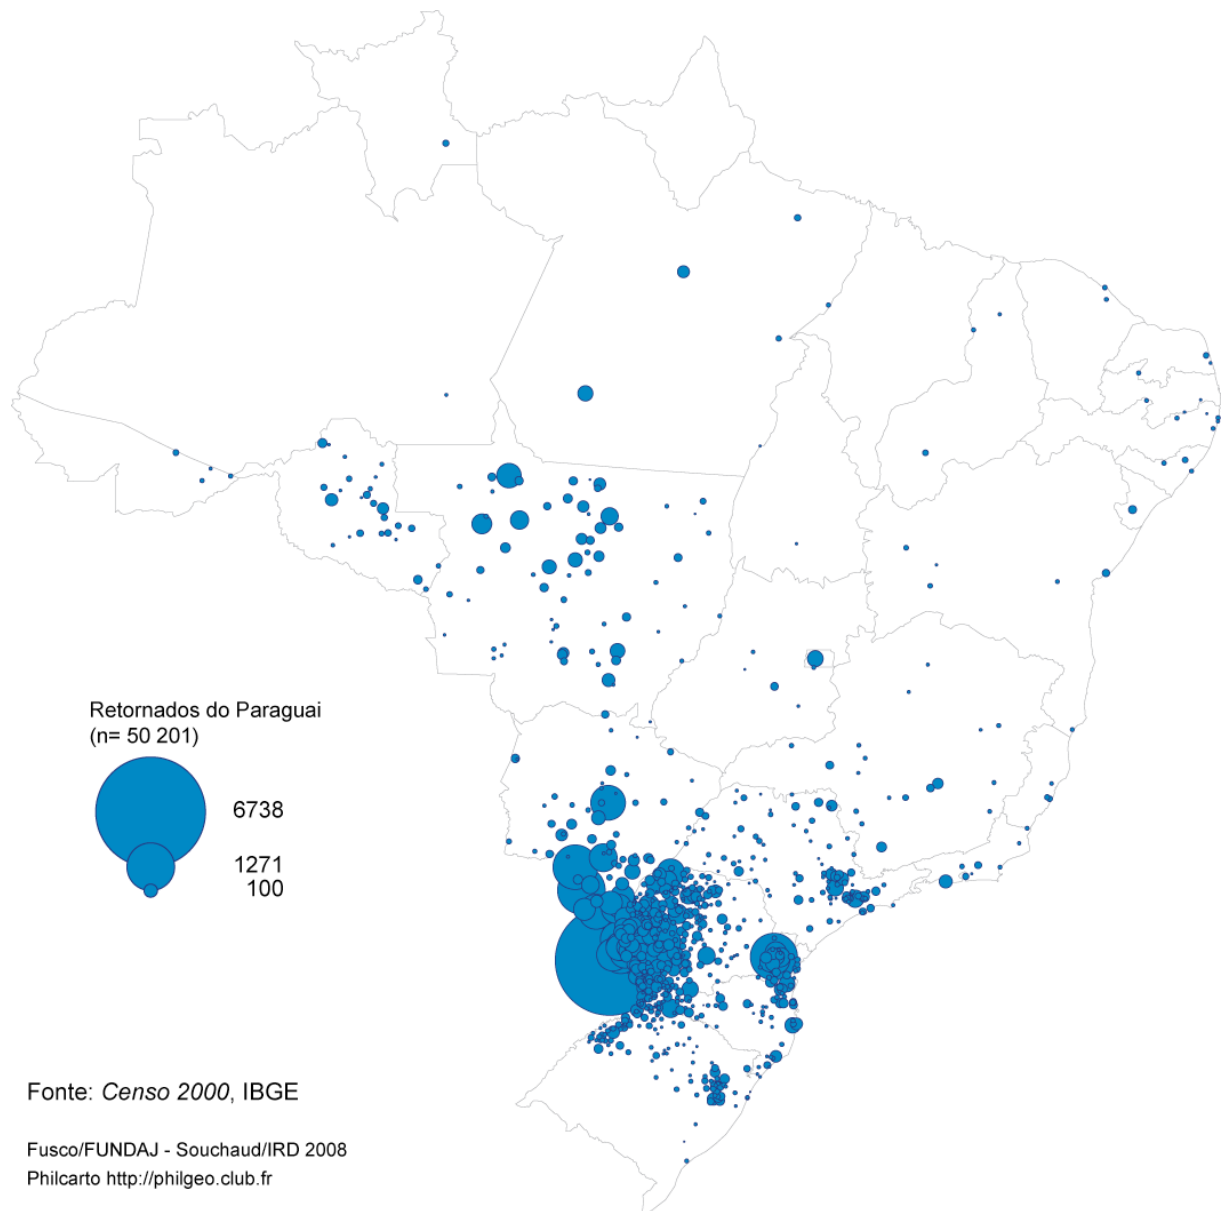 Retornados do Paraguai
(n= 50 201)
6738
1271
100
Fonte: Censo 2000, IBGE
Fusco/FUNDAJ - Souchaud/IRD 2008
Philcarto http://philgeo.club.fr